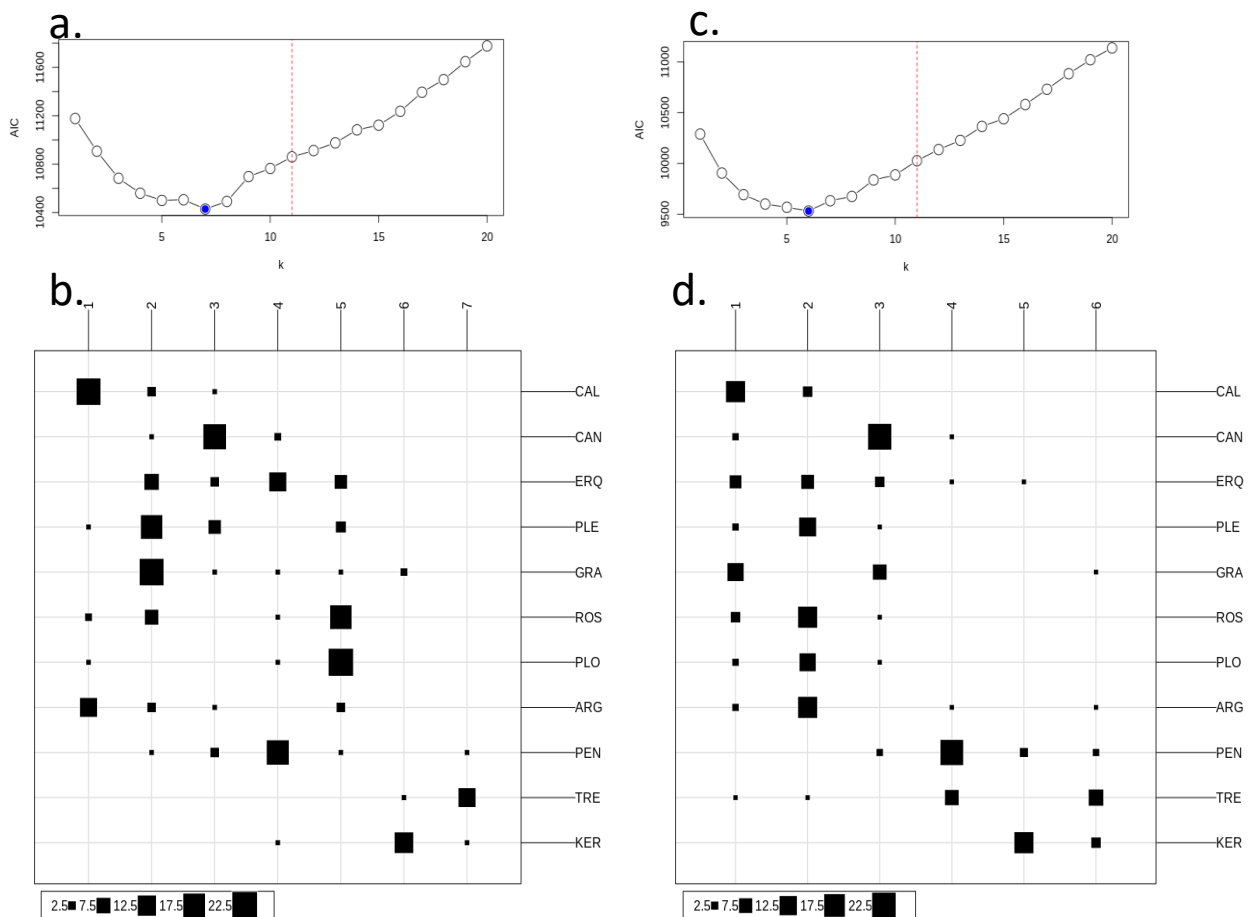 a.
AIC
10400 10800 11200 11600
5 10 15 20
k
c.
AIC
9500 10000 10500 11000
5 10 15 20
k
b.
1 2 3 4 5 6 7
CAL
CAN
ERQ
PLE
GRA
ROS
PLO
ARG
PEN
TRE
KER
2.5 7.5 12.5 17.5 22.5
d.
1 2 3 4 5 6
CAL
CAN
ERQ
PLE
GRA
ROS
PLO
ARG
PEN
TRE
KER
2.5 7.5 12.5 17.5 22.5